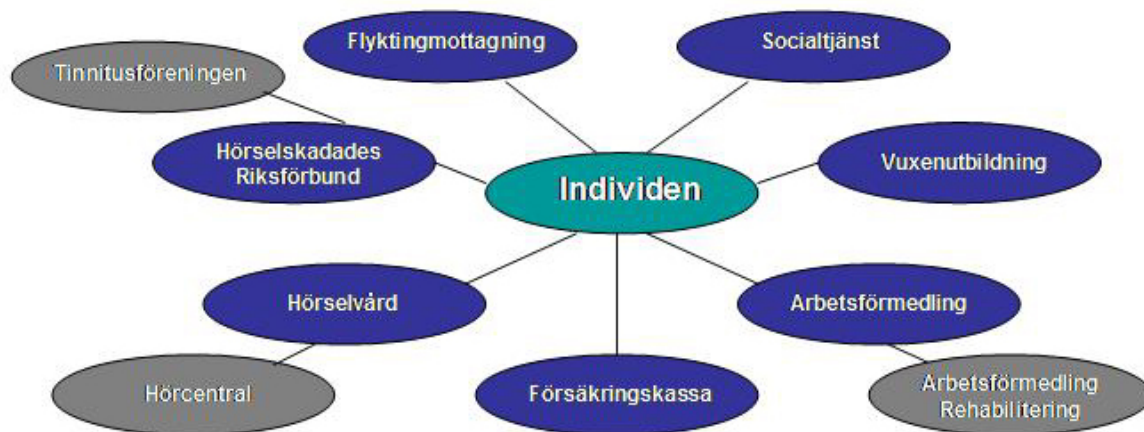 Flyktingmottagning
Socialtjänst
Tinnitusföreningen
Hörselskadades
Riksförbund
Individen
Vuxenutbildning
Hörselvård
Arbetsförmedling
Hörcentral
Försäkringskassa
Arbetsförmedling
Rehabilitering